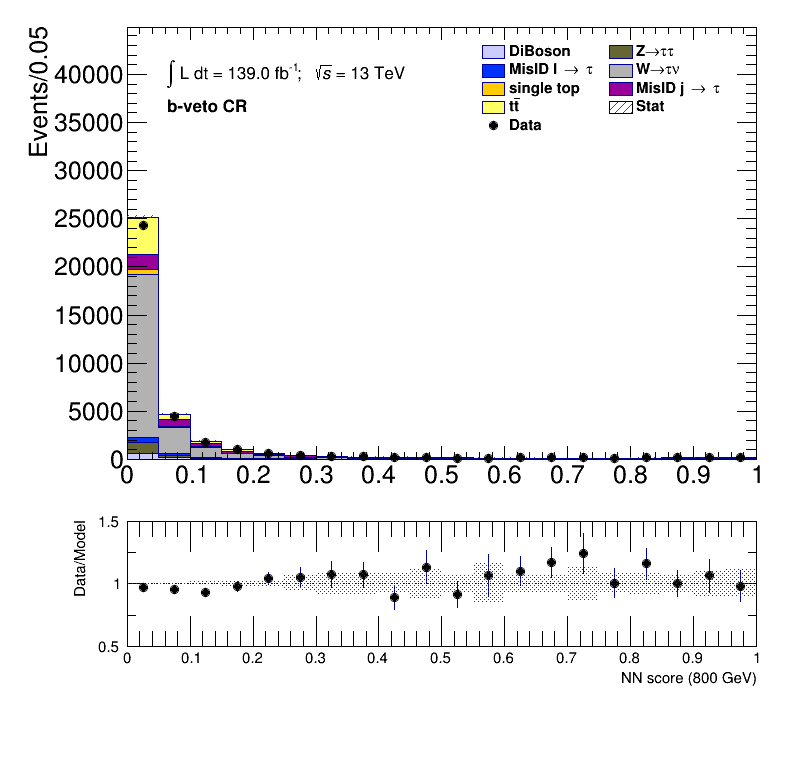 Events/0.05
∫ L dt = 139.0 fb⁻¹; √s = 13 TeV
b-veto CR
DiBoson
Z→ττ
MisID l → τ
W→τν
single top
MisID j → τ
tt̄
Stat
Data
40000
35000
30000
25000
20000
15000
10000
5000
0
0 0.1 0.2 0.3 0.4 0.5 0.6 0.7 0.8 0.9 1
Data/Model
1.5
1
0.5
0 0.1 0.2 0.3 0.4 0.5 0.6 0.7 0.8 0.9 1
NN score (800 GeV)